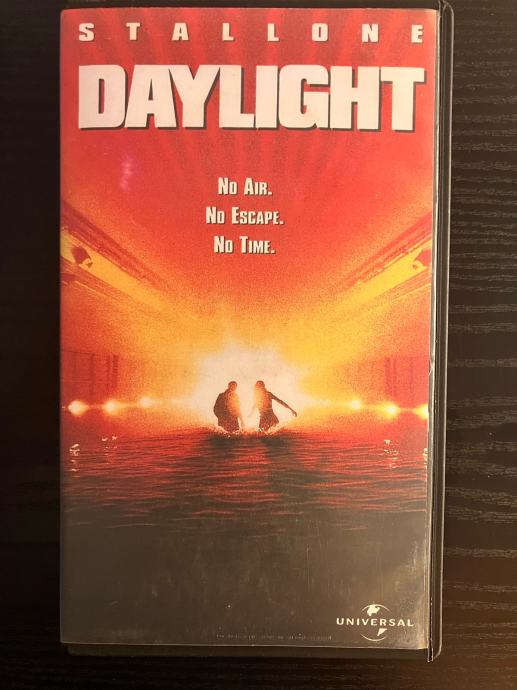 STALLONE
DAYLIGHT
No Air.
No Escape.
No Time.
UNIVERSAL